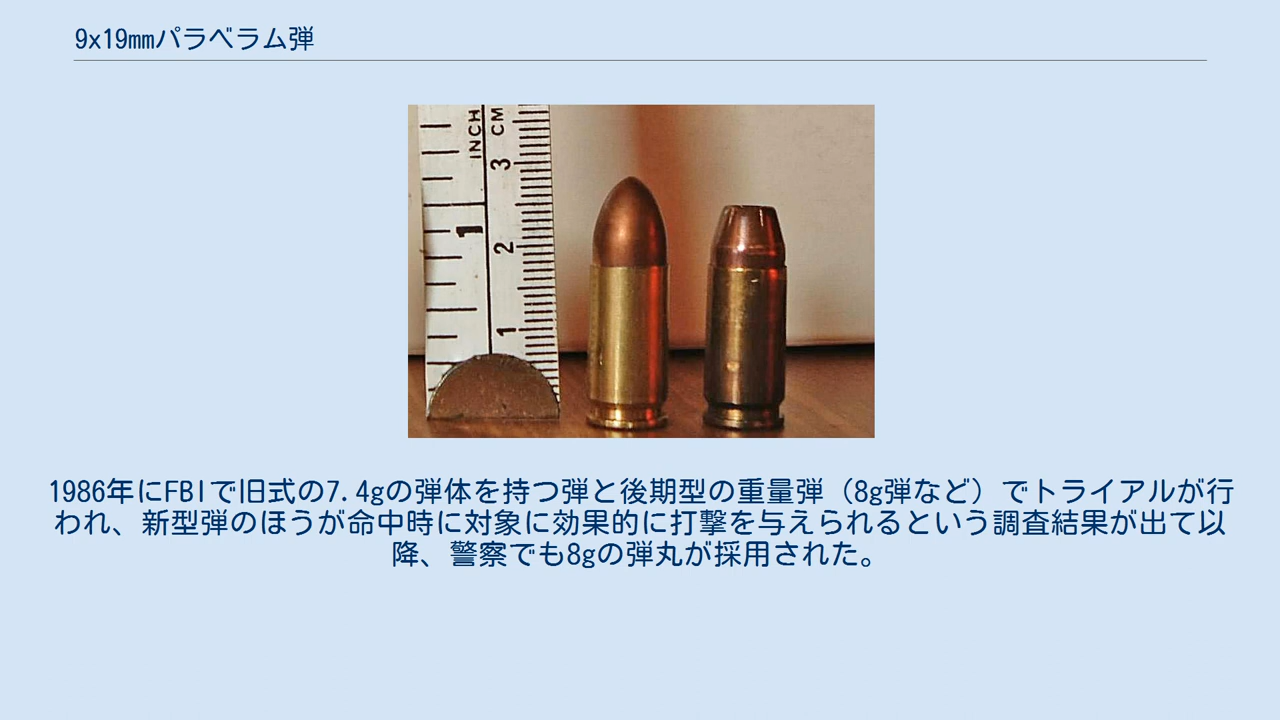 9x19mmパラベラム弾
INCH
CM
3
1
2
1
1986年にFBIで旧式の7.4gの弾体を持つ弾と後期型の重量弾（8g弾など）でトライアルが行
われ、新型弾のほうが命中時に対象に効果的に打撃を与えられるという調査結果が出て以
降、警察でも8gの弾丸が採用された。